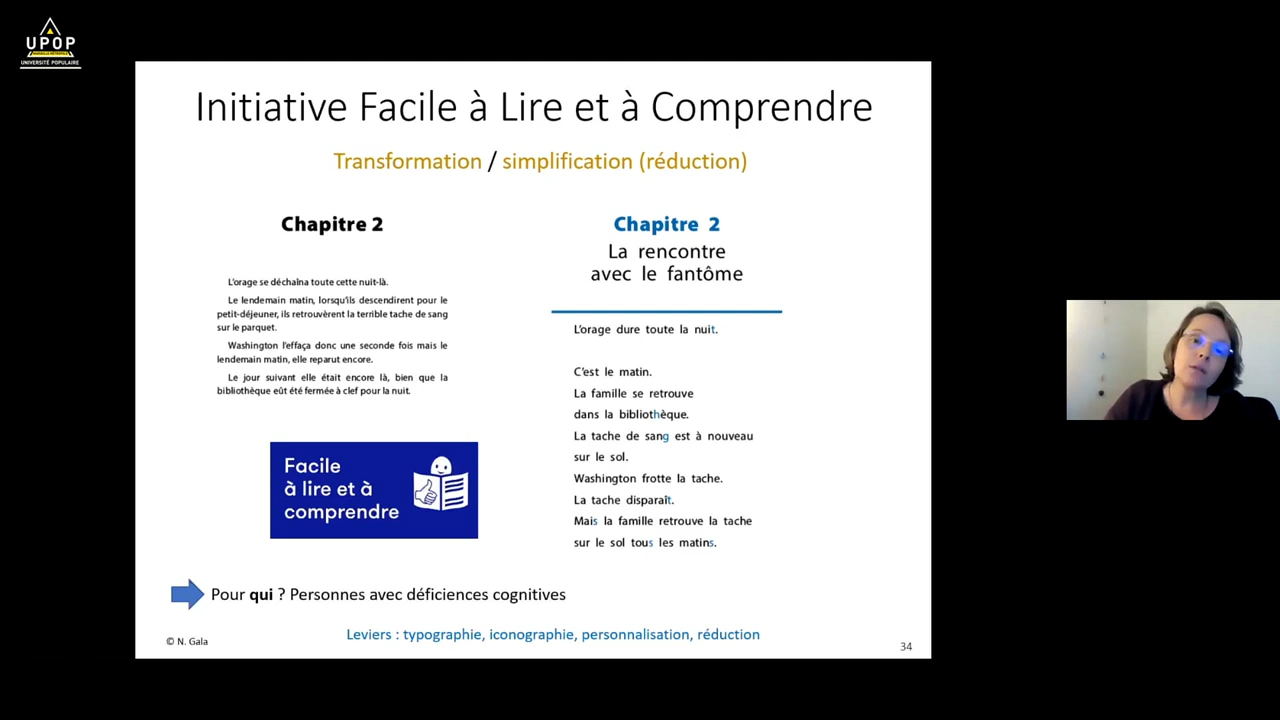 UPOP
UNIVERSITÉ POPULAIRE
Initiative Facile à Lire et à Comprendre
Transformation / simplification (réduction)
Chapitre 2
L'orage se déchaîna toute cette nuit-là.
Le lendemain matin, lorsqu'ils descendirent pour le
petit-déjeuner, ils retrouvèrent la terrible tache de sang
sur le parquet.
Washington l'effaça donc une seconde fois mais le
lendemain matin, elle reparut encore.
Le jour suivant elle était encore là, bien que la
bibliothèque eût été fermée à clef pour la nuit.
Facile
à lire et à
comprendre
Chapitre 2
La rencontre
avec le fantôme
L'orage dure toute la nuit.
C'est le matin.
La famille se retrouve
dans la bibliothèque.
La tache de sang est à nouveau
sur le sol.
Washington frotte la tache.
La tache disparaît.
Mais la famille retrouve la tache
sur le sol tous les matins.
Pour qui ? Personnes avec déficiences cognitives
Leviers : typographie, iconographie, personnalisation, réduction
© N. Gala
34